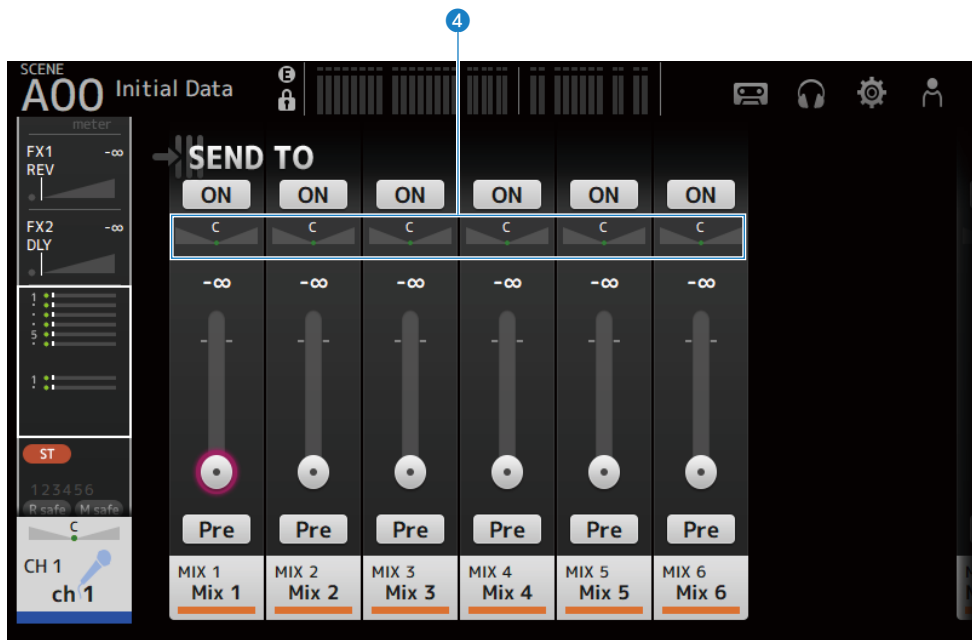 4
SCENE
A00 Initial Data
E
meter
FX1 -∞
REV
FX2 -∞
DLY
1
5
1
ST
123456
R safe M safe
C
CH 1
ch 1
SEND TO
ON ON ON ON ON ON
C C C C C C
-∞ -∞ -∞ -∞ -∞ -∞
Pre Pre Pre Pre Pre Pre
MIX 1 MIX 2 MIX 3 MIX 4 MIX 5 MIX 6
Mix 1 Mix 2 Mix 3 Mix 4 Mix 5 Mix 6